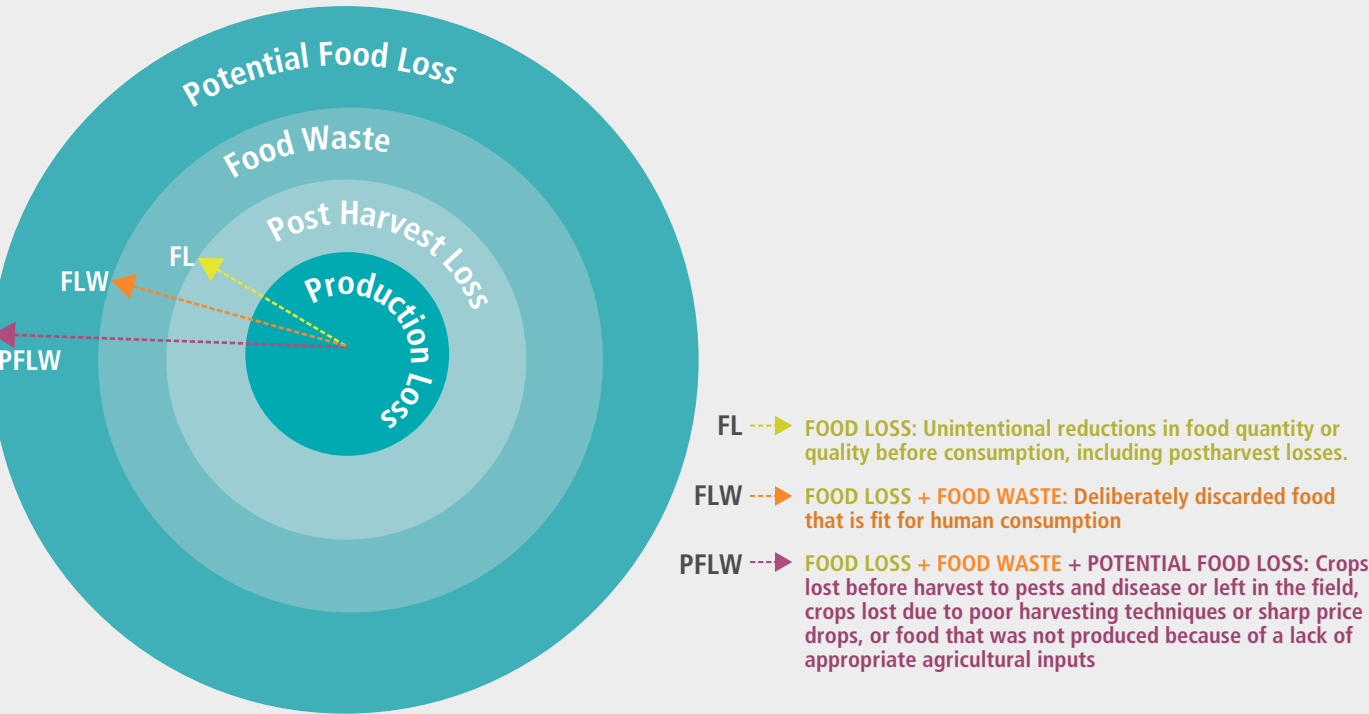 Potential Food Loss
Food Waste
Post Harvest Loss
Production Loss
FL
FLW
PFLW
FL
FOOD LOSS: Unintentional reductions in food quantity or
quality before consumption, including postharvest losses.
FLW
FOOD LOSS + FOOD WASTE: Deliberately discarded food
that is fit for human consumption
PFLW
FOOD LOSS + FOOD WASTE + POTENTIAL FOOD LOSS: Crops
lost before harvest to pests and disease or left in the field,
crops lost due to poor harvesting techniques or sharp price
drops, or food that was not produced because of a lack of
appropriate agricultural inputs